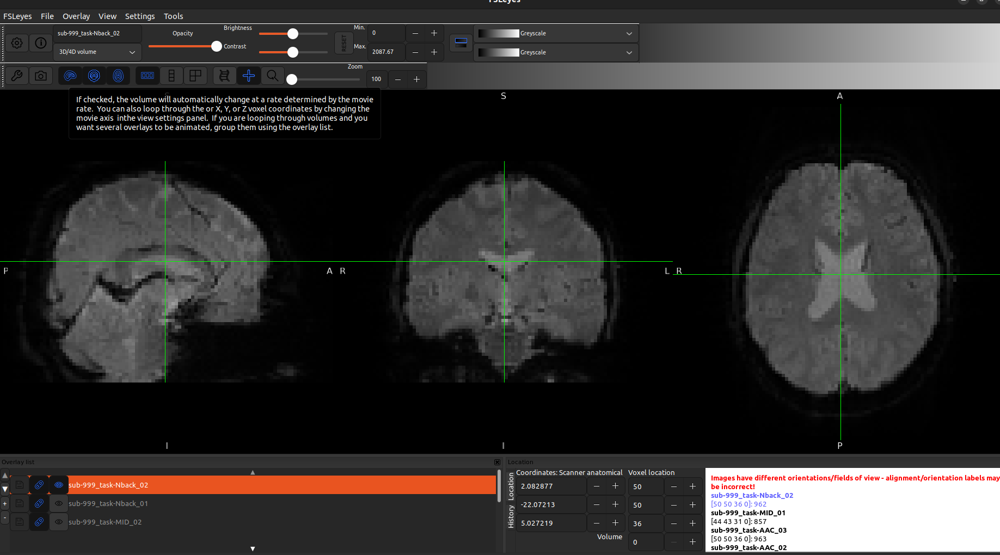 FSLeyes
FSLeyes File Overlay View Settings Tools
sub-999_task-Nback_02
3D/4D volume
Opacity
Brightness
Contrast
RESET
Min. 0
Max. 2087.67
Greyscale
Greyscale
Zoom
100
If checked, the volume will automatically change at a rate determined by the movie
rate. You can also loop through the or X, Y, or Z voxel coordinates by changing the
movie axis inthe view settings panel. If you are looping through volumes and you
want several overlays to be animated, group them using the overlay list.
S
A
P
A
R
L
R
I
I
P
Overlay list
sub-999_task-Nback_02
sub-999_task-Nback_01
sub-999_task-MID_02
Location
Location
History
Coordinates: Scanner anatomical
2.082877
-22.07213
5.027219
Voxel location
50
50
36
Volume
0
Images have different orientations/fields of view - alignment/orientation labels may
be incorrect!
sub-999_task-Nback_02
[50 50 36 0]: 962
sub-999_task-MID_01
[44 43 31 0]: 857
sub-999_task-AAC_03
[50 50 36 0]: 963
sub-999_task-AAC_02